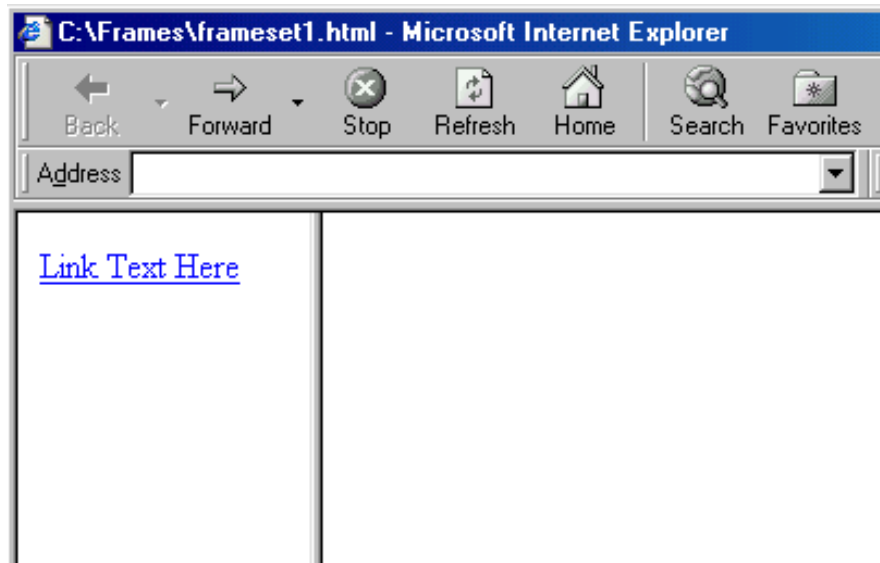 C:\Frames\frameset1.html - Microsoft Internet Explorer
Back Forward Stop Refresh Home Search Favorites
Address
Link Text Here